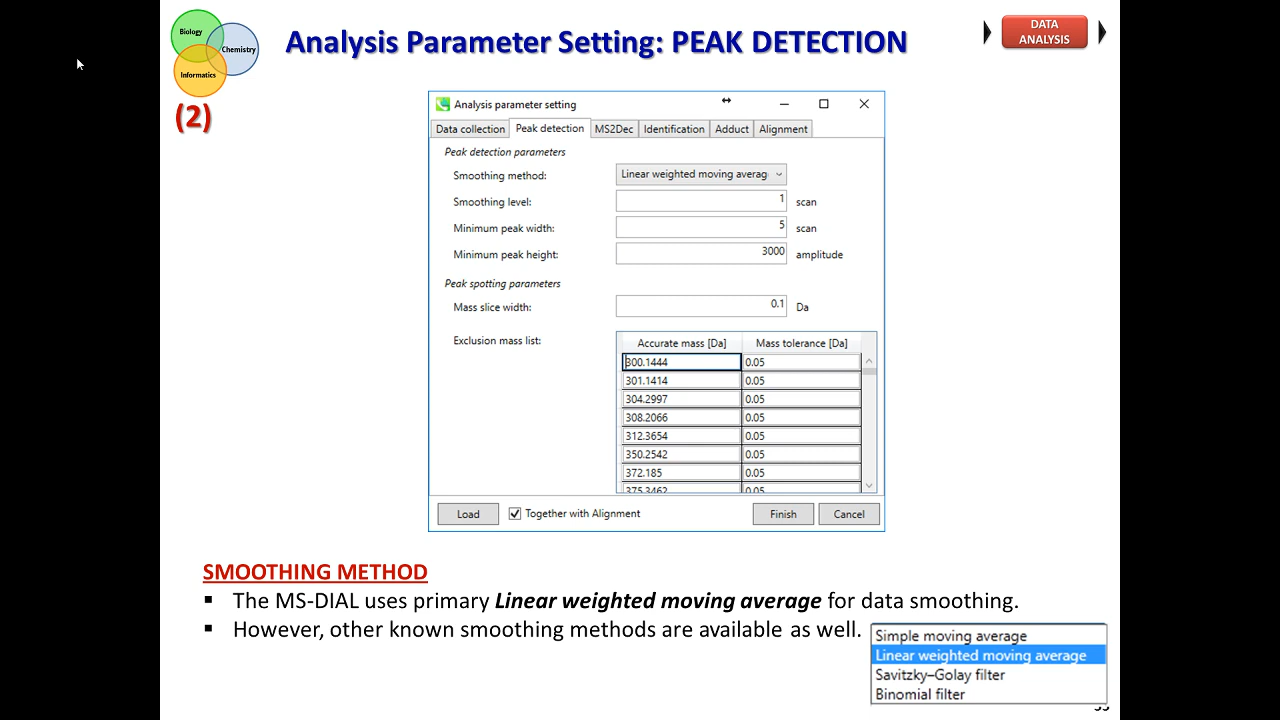 Biology
Chemistry
Informatics
Analysis Parameter Setting: PEAK DETECTION
DATA
ANALYSIS
(2)
Analysis parameter setting
Data collection Peak detection MS2Dec Identification Adduct Alignment
Peak detection parameters
Smoothing method: Linear weighted moving averag
Smoothing level: 1 scan
Minimum peak width: 5 scan
Minimum peak height: 3000 amplitude
Peak spotting parameters
Mass slice width: 0.1 Da
Exclusion mass list:
Accurate mass [Da] Mass tolerance [Da]
300.1444 0.05
301.1414 0.05
304.2997 0.05
308.2066 0.05
312.3654 0.05
350.2542 0.05
372.185 0.05
375.3462 0.05
Load Together with Alignment Finish Cancel
SMOOTHING METHOD
▪ The MS-DIAL uses primary Linear weighted moving average for data smoothing.
▪ However, other known smoothing methods are available as well.
Simple moving average
Linear weighted moving average
Savitzky–Golay filter
Binomial filter